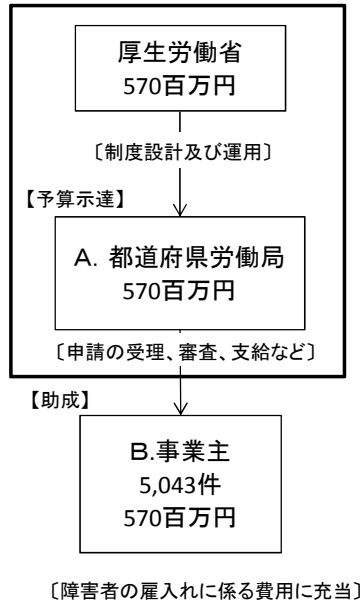 厚生労働省
570百万円
〔制度設計及び運用〕
【予算示達】
A. 都道府県労働局
570百万円
〔申請の受理、審査、支給など〕
【助成】
B.事業主
5,043件
570百万円
〔障害者の雇入れに係る費用に充当〕